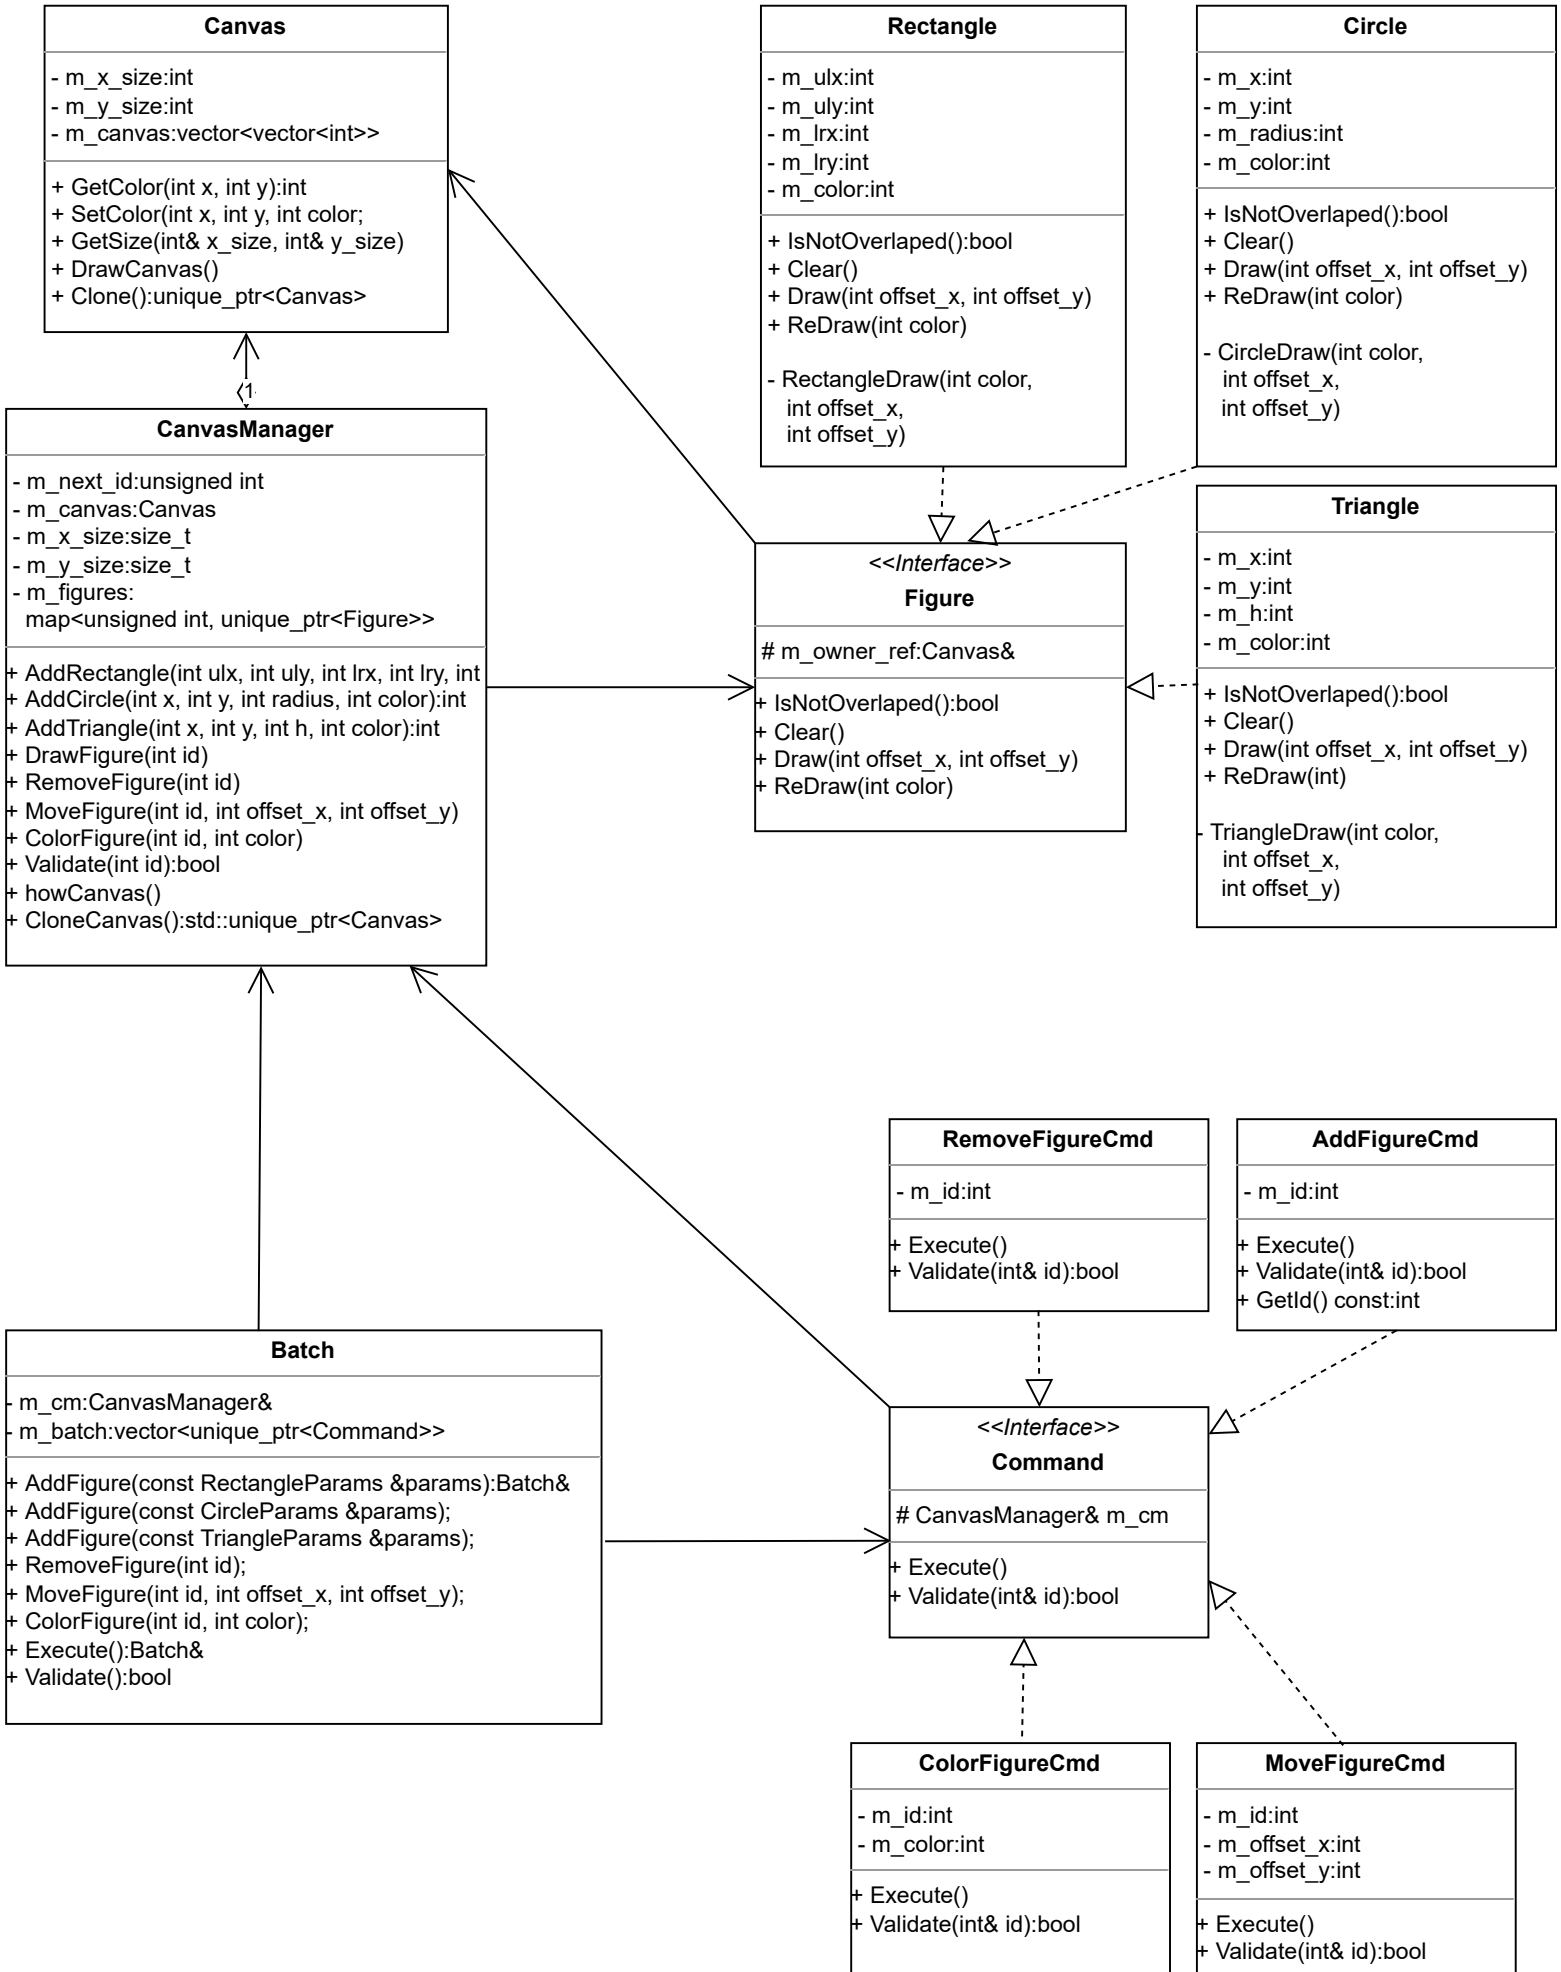 Canvas
- m_x_size:int
- m_y_size:int
- m_canvas:vector<vector<int>>
+ GetColor(int x, int y):int
+ SetColor(int x, int y, int color;
+ GetSize(int& x_size, int& y_size)
+ DrawCanvas()
+ Clone():unique_ptr<Canvas>
Rectangle
- m_ulx:int
- m_uly:int
- m_lrx:int
- m_lry:int
- m_color:int
+ IsNotOverlaped():bool
+ Clear()
+ Draw(int offset_x, int offset_y)
+ ReDraw(int color)
- RectangleDraw(int color,
int offset_x,
int offset_y)
Circle
- m_x:int
- m_y:int
- m_radius:int
- m_color:int
+ IsNotOverlaped():bool
+ Clear()
+ Draw(int offset_x, int offset_y)
+ ReDraw(int color)
- CircleDraw(int color,
int offset_x,
int offset_y)
1
CanvasManager
- m_next_id:unsigned int
- m_canvas:Canvas
- m_x_size:size_t
- m_y_size:size_t
- m_figures:
map<unsigned int, unique_ptr<Figure>>
+ AddRectangle(int ulx, int uly, int lrx, int lry, int
+ AddCircle(int x, int y, int radius, int color):int
+ AddTriangle(int x, int y, int h, int color):int
+ DrawFigure(int id)
+ RemoveFigure(int id)
+ MoveFigure(int id, int offset_x, int offset_y)
+ ColorFigure(int id, int color)
+ Validate(int id):bool
+ howCanvas()
+ CloneCanvas():std::unique_ptr<Canvas>
<<Interface>>
Figure
# m_owner_ref:Canvas&
+ IsNotOverlaped():bool
+ Clear()
+ Draw(int offset_x, int offset_y)
+ ReDraw(int color)
Triangle
- m_x:int
- m_y:int
- m_h:int
- m_color:int
+ IsNotOverlaped():bool
+ Clear()
+ Draw(int offset_x, int offset_y)
+ ReDraw(int)
- TriangleDraw(int color,
int offset_x,
int offset_y)
RemoveFigureCmd
- m_id:int
+ Execute()
+ Validate(int& id):bool
AddFigureCmd
- m_id:int
+ Execute()
+ Validate(int& id):bool
+ GetId() const:int
Batch
- m_cm:CanvasManager&
- m_batch:vector<unique_ptr<Command>>
+ AddFigure(const RectangleParams &params):Batch&
+ AddFigure(const CircleParams &params);
+ AddFigure(const TriangleParams &params);
+ RemoveFigure(int id);
+ MoveFigure(int id, int offset_x, int offset_y);
+ ColorFigure(int id, int color);
+ Execute():Batch&
+ Validate():bool
<<Interface>>
Command
# CanvasManager& m_cm
+ Execute()
+ Validate(int& id):bool
ColorFigureCmd
- m_id:int
- m_color:int
+ Execute()
+ Validate(int& id):bool
MoveFigureCmd
- m_id:int
- m_offset_x:int
- m_offset_y:int
+ Execute()
+ Validate(int& id):bool